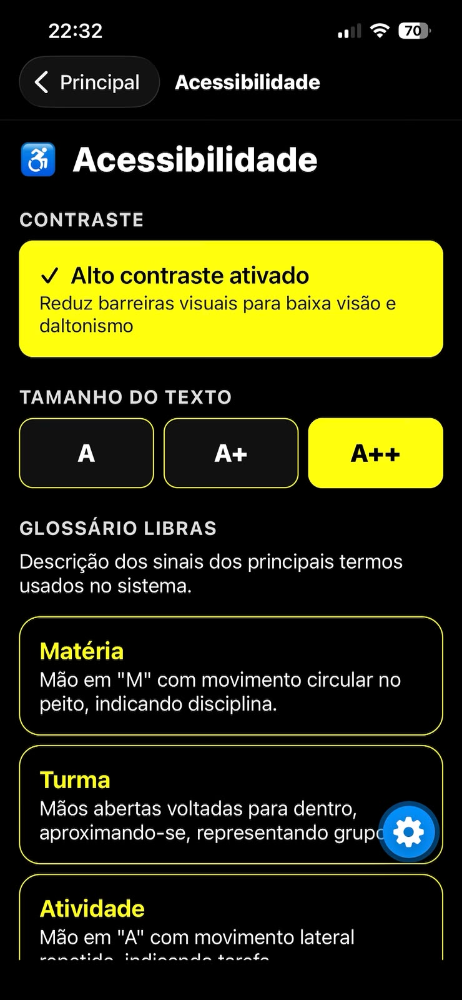 22:32
70
Principal
Acessibilidade
Acessibilidade
CONTRASTE
✓ Alto contraste ativado
Reduz barreiras visuais para baixa visão e
daltonismo
TAMANHO DO TEXTO
A
A+
A++
GLOSSÁRIO LIBRAS
Descrição dos sinais dos principais termos
usados no sistema.
Matéria
Mão em "M" com movimento circular no
peito, indicando disciplina.
Turma
Mãos abertas voltadas para dentro,
aproximando-se, representando grupo
Atividade
Mão em "A" com movimento lateral
repetido, indicando tarefa